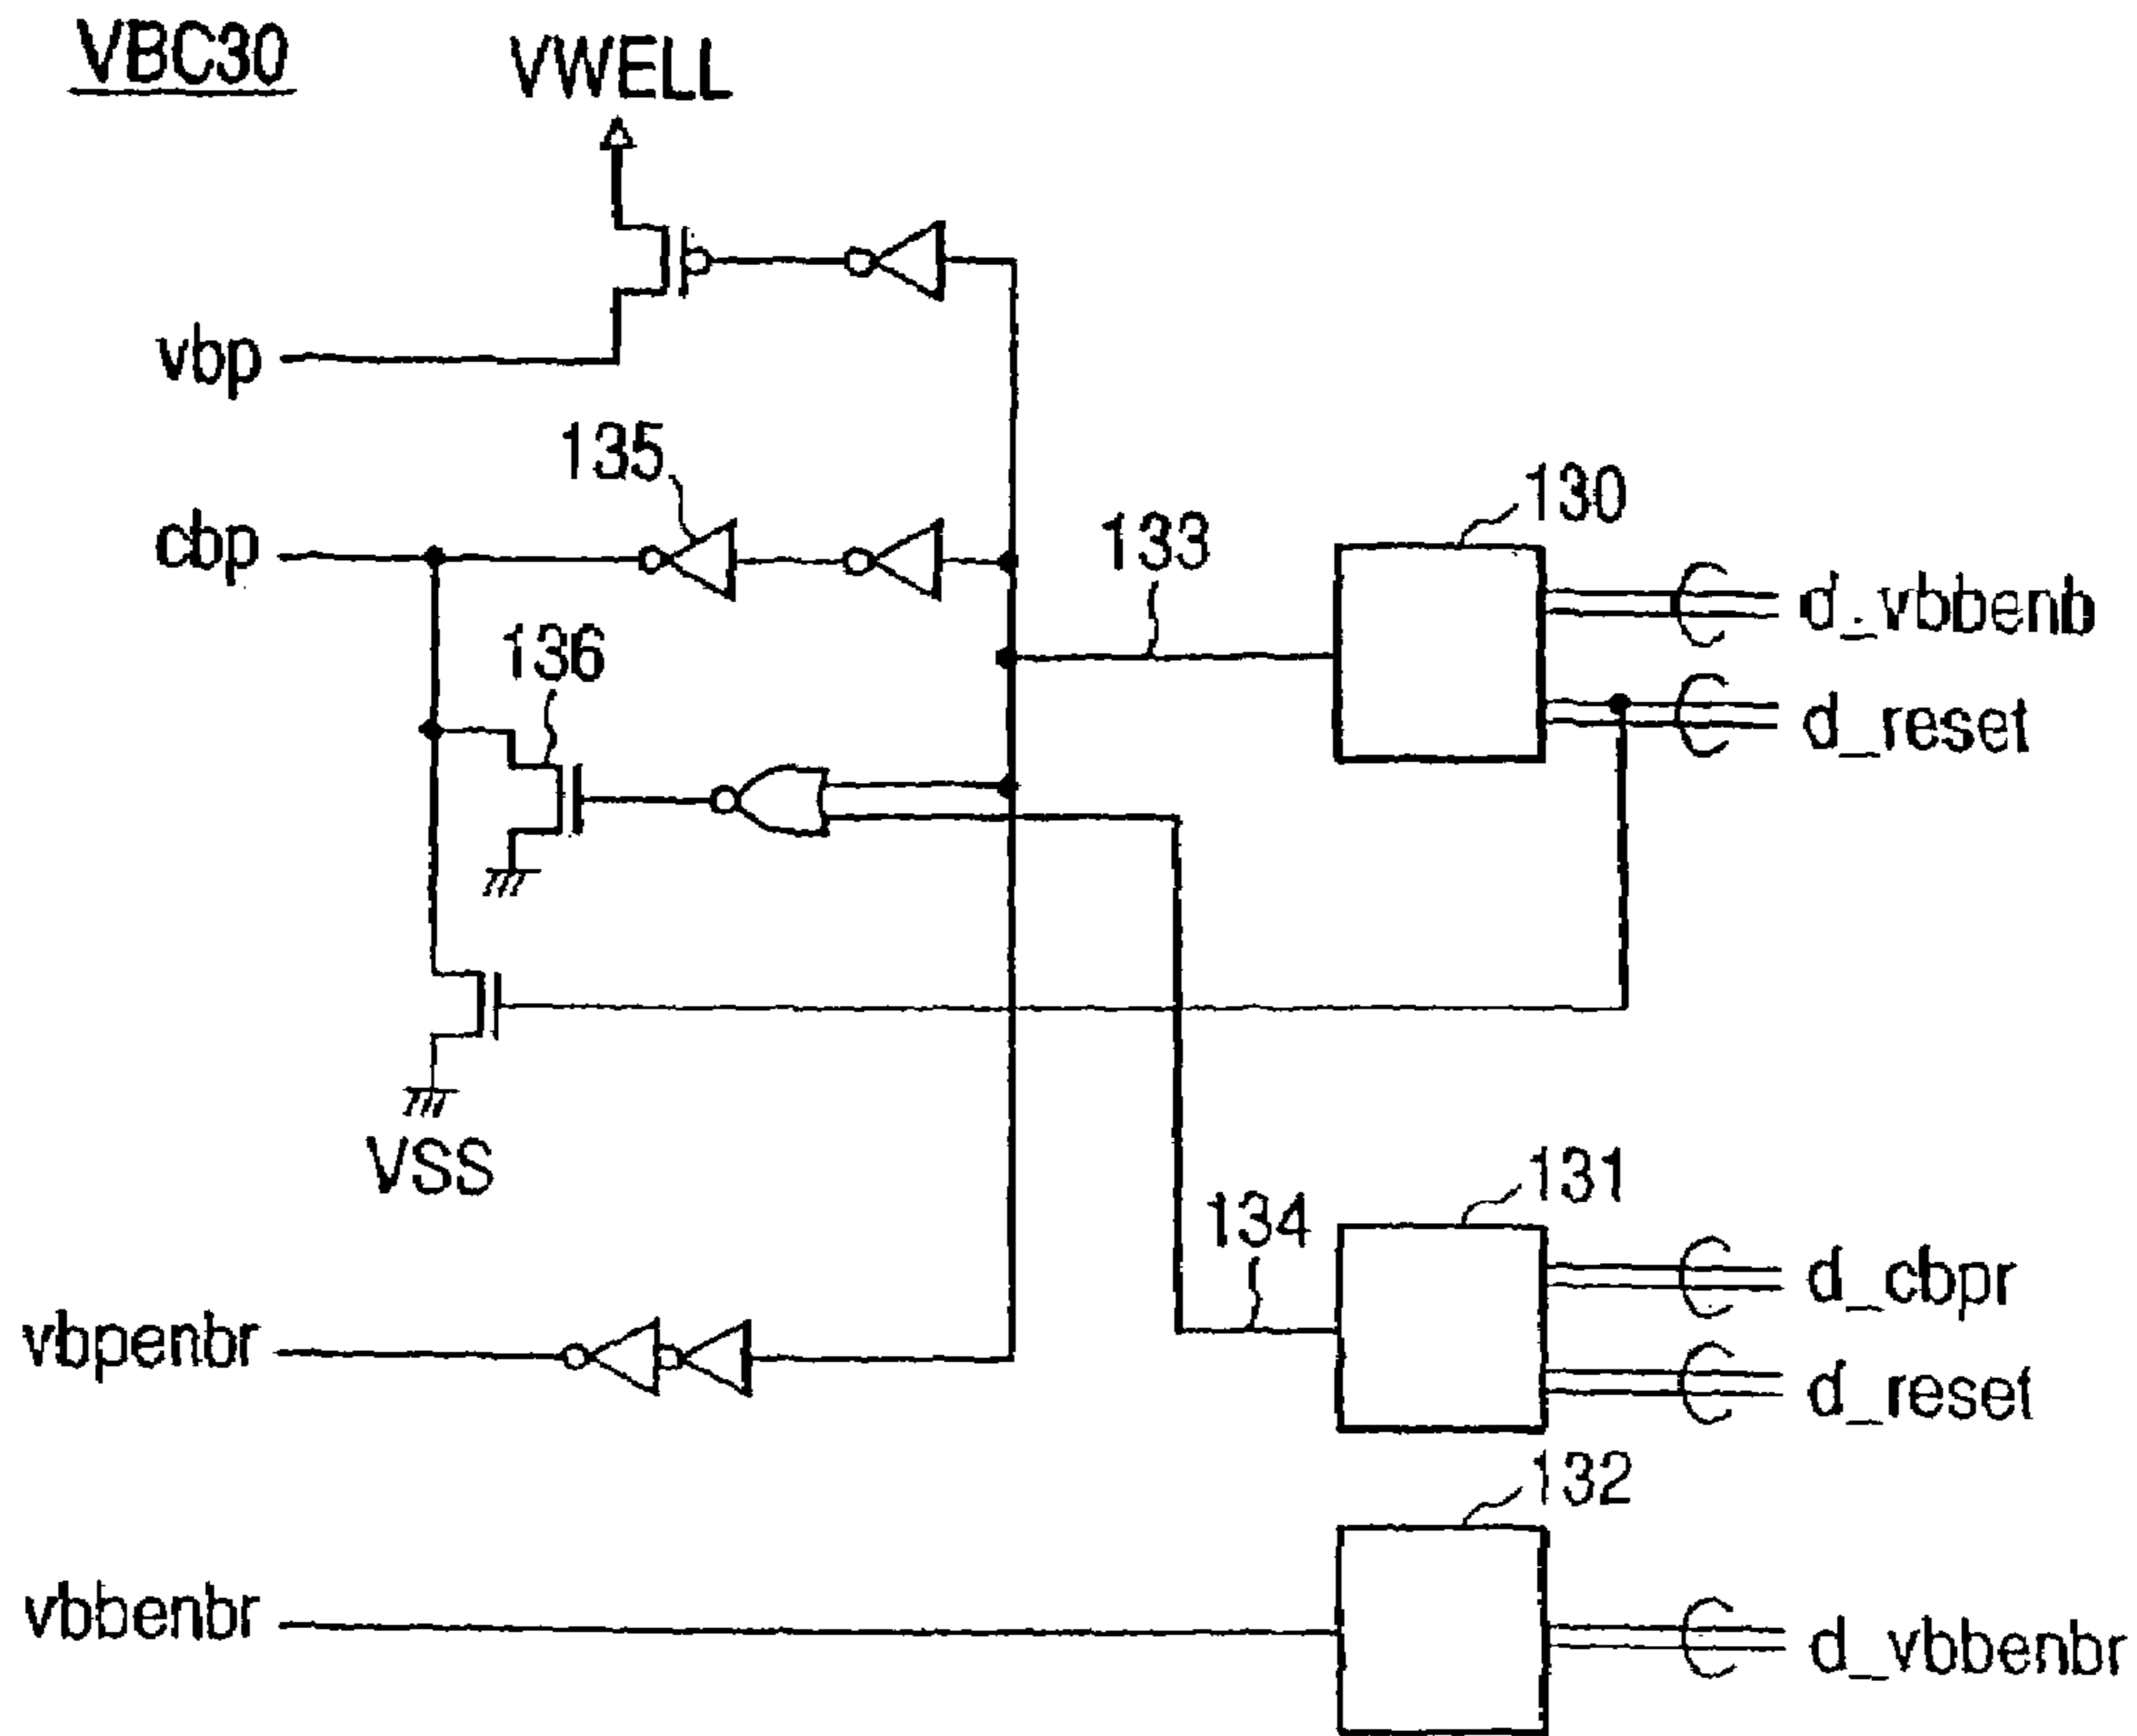 VBC30
VWELL
vbp
135
130
cbp
133
d_vbbenb
136
d_reset
VSS
131
134
d_cbpr
vbpenbr
d_reset
132
vbbenbr
d_vbbenbr